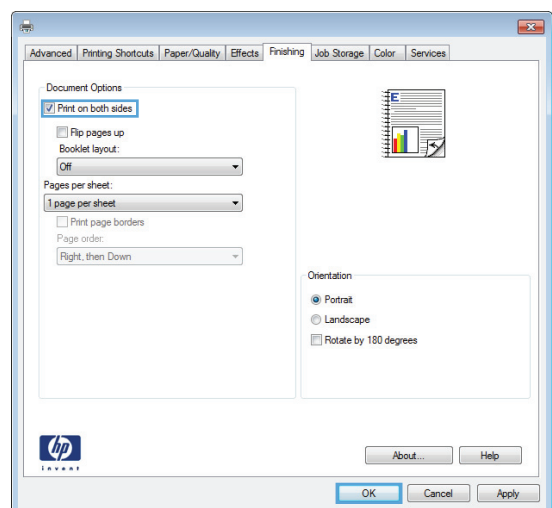 Advanced Printing Shortcuts Paper/Quality Effects Finishing Job Storage Color Services
Document Options
Print on both sides
Flip pages up
Booklet layout:
Off
Pages per sheet:
1 page per sheet
Print page borders
Page order:
Right, then Down
E
Orientation
Portrait
Landscape
Rotate by 180 degrees
hp
invent
About... Help
OK Cancel Apply